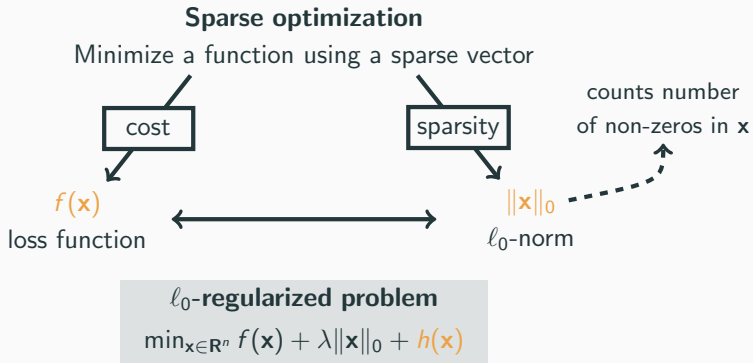 Sparse optimization
Minimize a function using a sparse vector
cost
sparsity
counts number
of non-zeros in x
f(x)
loss function
‖x‖₀
ℓ₀-norm
ℓ₀-regularized problem
min_{x∈Rⁿ} f(x) + λ‖x‖₀ + h(x)